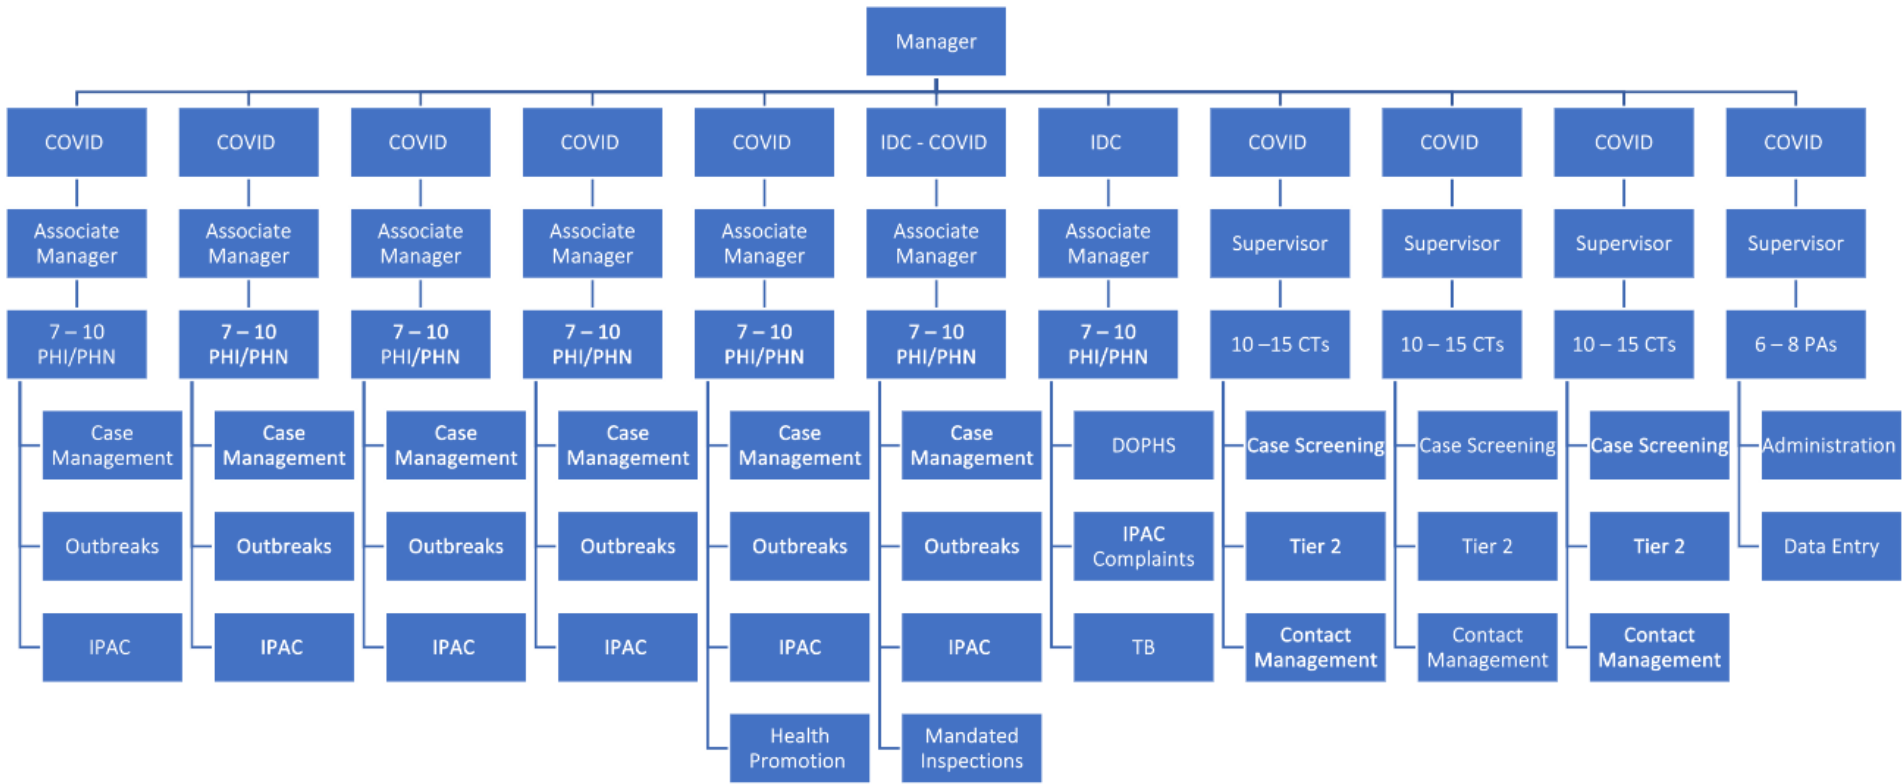 Manager
COVID
COVID
COVID
COVID
COVID
IDC - COVID
IDC
COVID
COVID
COVID
COVID
Associate
Manager
Associate
Manager
Associate
Manager
Associate
Manager
Associate
Manager
Associate
Manager
Associate
Manager
Supervisor
Supervisor
Supervisor
Supervisor
7 – 10
PHI/PHN
7 – 10
PHI/PHN
7 – 10
PHI/PHN
7 – 10
PHI/PHN
7 – 10
PHI/PHN
7 – 10
PHI/PHN
7 – 10
PHI/PHN
10 –15 CTs
10 – 15 CTs
10 – 15 CTs
6 – 8 PAs
Case
Management
Case
Management
Case
Management
Case
Management
Case
Management
Case
Management
DOPHS
Case Screening
Case Screening
Case Screening
Administration
Outbreaks
Outbreaks
Outbreaks
Outbreaks
Outbreaks
Outbreaks
IPAC
Complaints
Tier 2
Tier 2
Tier 2
Data Entry
IPAC
IPAC
IPAC
IPAC
IPAC
IPAC
TB
Contact
Management
Contact
Management
Contact
Management
Health
Promotion
Mandated
Inspections